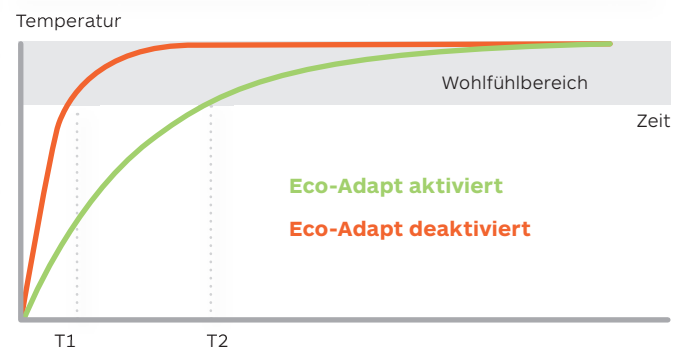 Temperatur
Wohlfühlbereich
Zeit
Eco-Adapt aktiviert
Eco-Adapt deaktiviert
T1 T2